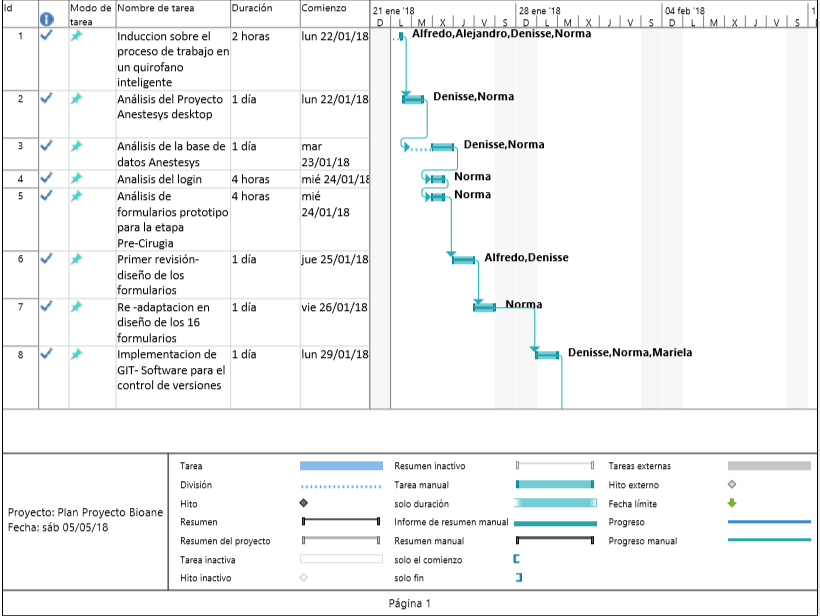 Id
Modo de tarea
Nombre de tarea
Duración
Comienzo
21 ene '18
28 ene '18
04 feb '18
1
D L M X J V S D L M X J V S D L M X J V S
1
Induccion sobre el
proceso de trabajo en
un quirofano
inteligente
2 horas
lun 22/01/18
Alfredo,Alejandro,Denisse,Norma
2
Análisis del Proyecto
Anestesys desktop
1 día
lun 22/01/18
Denisse,Norma
3
Análisis de la base de
datos Anestesys
1 día
mar
23/01/18
Denisse,Norma
4
Analisis del login
4 horas
mié 24/01/18
Norma
5
Análisis de
formularios prototipo
para la etapa
Pre-Cirugia
4 horas
mié
24/01/18
Norma
6
Primer revisión-
diseño de los
formularios
1 día
jue 25/01/18
Alfredo,Denisse
7
Re -adaptacion en
diseño de los 16
formularios
1 día
vie 26/01/18
Norma
8
Implementacion de
GIT- Software para el
control de versiones
1 día
lun 29/01/18
Denisse,Norma,Mariela
Proyecto: Plan Proyecto Bioane
Fecha: sáb 05/05/18
Tarea
División
Hito
Resumen
Resumen del proyecto
Tarea inactiva
Hito inactivo
Resumen inactivo
Tarea manual
solo duración
Informe de resumen manual
Resumen manual
solo el comienzo
solo fin
Tareas externas
Hito externo
Fecha límite
Progreso
Progreso manual
Página 1